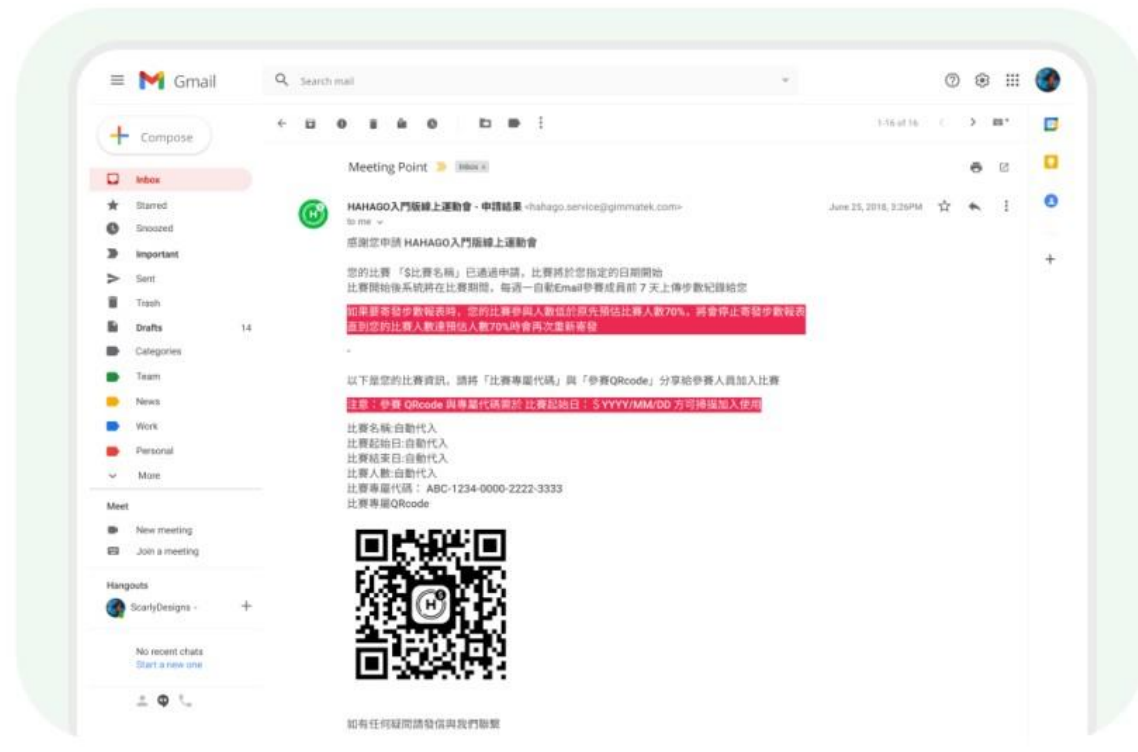 Gmail
Search mail
Compose
1-16 of 16
Inbox
Starred
Snoozed
Important
Sent
Trash
Drafts 14
Categories
Team
News
Work
Personal
More
Meet
New meeting
Join a meeting
Hangouts
ScarlyDesigns -
No recent chats
Start a new one
Meeting Point Inbox x
HAHAGO入門版線上運動會 - 申請結果 <hahago.service@gimmatek.com> June 25, 2018, 3:26PM
to me
感謝您申請 HAHAGO入門版線上運動會
您的比賽 「$比賽名稱」已通過申請，比賽將於您指定的日期開始
比賽開始後系統將在比賽期間，每週一自動Email參賽成員前 7 天上傳步數紀錄給您
如果要寄發步數報表時，您的比賽參與人數低於原先預估比賽人數70%，將會停止寄發步數報表
直到您的比賽人數達預估人數70%時會再次重新寄發
-
以下是您的比賽資訊，請將「比賽專屬代碼」與「參賽QRcode」分享給參賽人員加入比賽
注意：參賽 QRcode 與專屬代碼需於 比賽起始日：$ YYYY/MM/DD 方可掃描加入使用
比賽名稱:自動代入
比賽起始日:自動代入
比賽結束日:自動代入
比賽人數:自動代入
比賽專屬代碼： ABC-1234-0000-2222-3333
比賽專屬QRcode
H
如有任何疑問請發信與我們聯繫